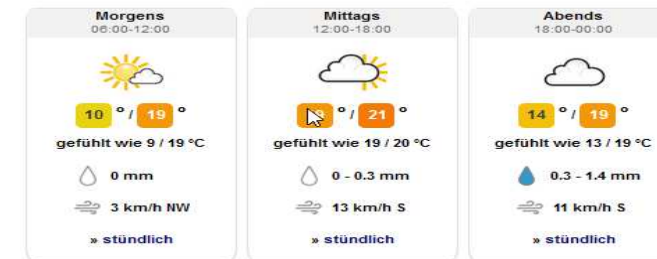 Morgens
06:00-12:00
10 ° / 19 °
gefühlt wie 9 / 19 °C
0 mm
3 km/h NW
» stündlich
Mittags
12:00-18:00
° / 21 °
gefühlt wie 19 / 20 °C
0 - 0.3 mm
13 km/h S
» stündlich
Abends
18:00-00:00
14 ° / 19 °
gefühlt wie 13 / 19 °C
0.3 - 1.4 mm
11 km/h S
» stündlich